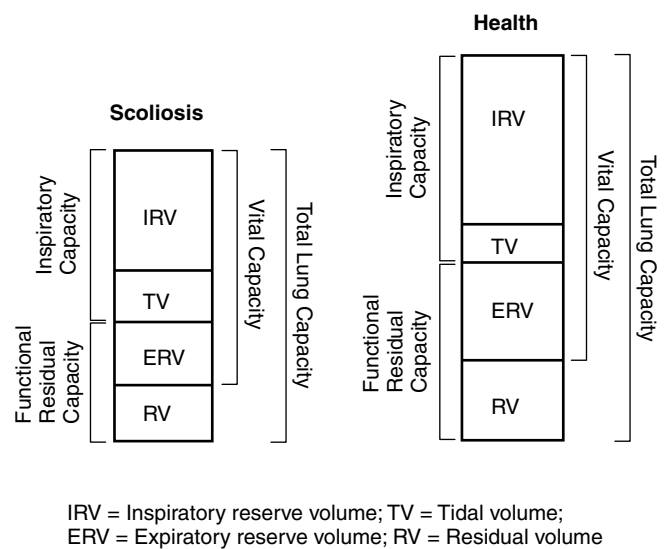 Health
Scoliosis
Inspiratory
Capacity
Functional
Residual
Capacity
IRV
TV
ERV
RV
Vital Capacity
Total Lung Capacity
Inspiratory
Capacity
Functional
Residual
Capacity
IRV
TV
ERV
RV
Vital Capacity
Total Lung Capacity
IRV = Inspiratory reserve volume; TV = Tidal volume;
ERV = Expiratory reserve volume; RV = Residual volume